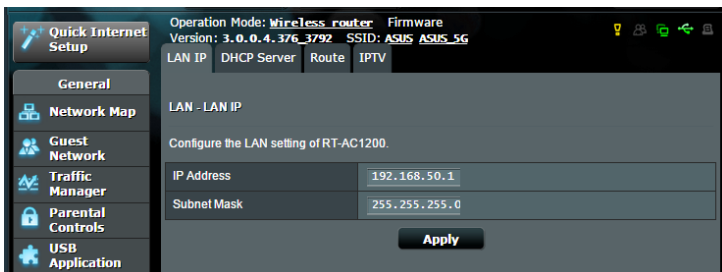 Quick Internet
Setup
General
Network Map
Guest
Network
Traffic
Manager
Parental
Controls
USB
Application
Operation Mode: Wireless router Firmware
Version: 3.0.0.4.376_3792 SSID: ASUS ASUS_5G
LAN IP DHCP Server Route IPTV
LAN - LAN IP
Configure the LAN setting of RT-AC1200.
IP Address 192.168.50.1
Subnet Mask 255.255.255.0
Apply